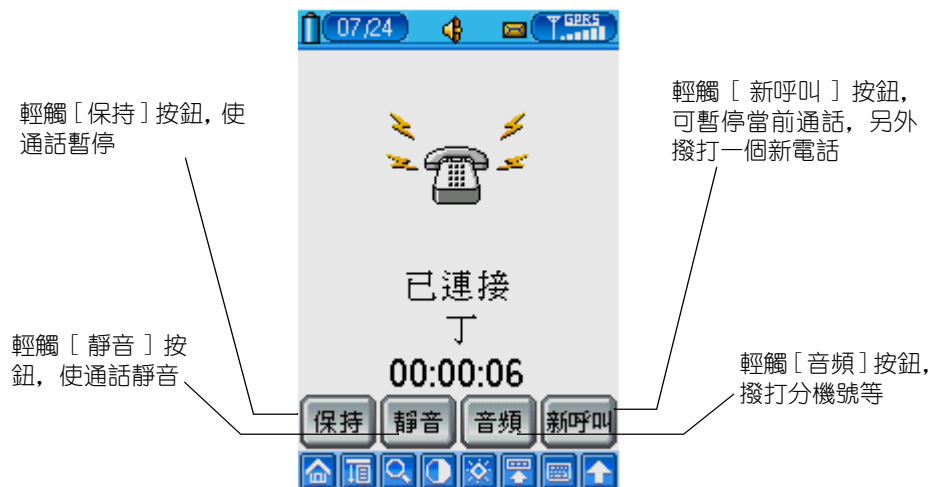 07/24 GPRS
輕觸［保持］按鈕, 使
通話暫停
輕觸［ 新呼叫 ］按鈕,
可暫停當前通話, 另外
撥打一個新電話
已連接
丁
00:00:06
輕觸［ 靜音 ］按
鈕, 使通話靜音
輕觸［音頻］按鈕,
撥打分機號等
保持 靜音 音頻 新呼叫